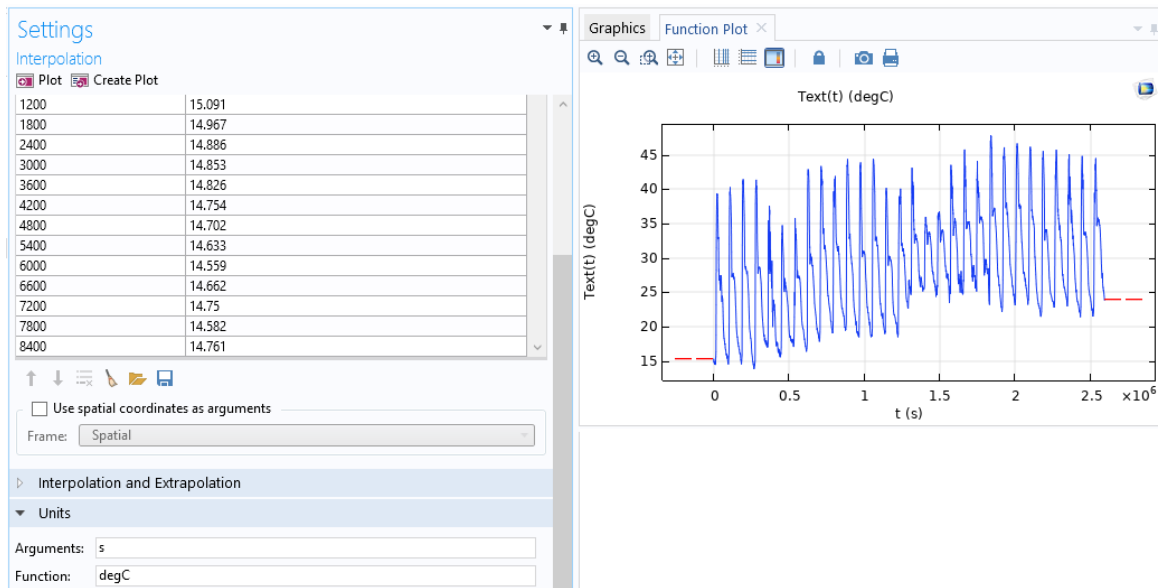 Settings
Interpolation
Plot Create Plot
1200 15.091
1800 14.967
2400 14.886
3000 14.853
3600 14.826
4200 14.754
4800 14.702
5400 14.633
6000 14.559
6600 14.662
7200 14.75
7800 14.582
8400 14.761
Use spatial coordinates as arguments
Frame: Spatial
Interpolation and Extrapolation
Units
Arguments: s
Function: degC
Graphics Function Plot
Text(t) (degC)
Text(t) (degC)
45
40
35
30
25
20
15
0 0.5 1 1.5 2 2.5 ×10⁶
t (s)